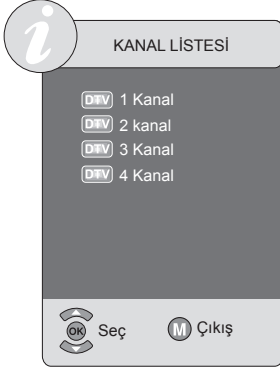 i
KANAL LİSTESİ
DTV 1 Kanal
DTV 2 kanal
DTV 3 Kanal
DTV 4 Kanal
OK Seç M Çıkış